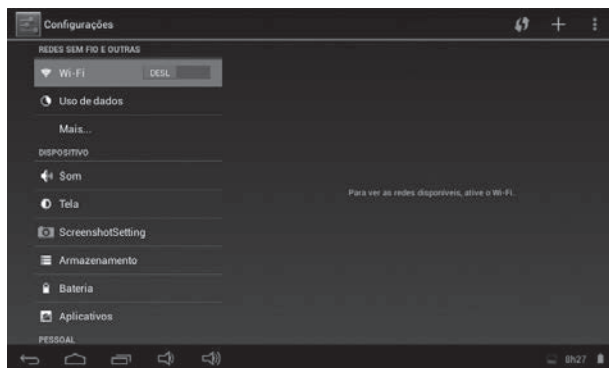 Configurações
REDES SEM FIO E OUTRAS
Wi-Fi DESL
Uso de dados
Mais...
DISPOSITIVO
Som
Para ver as redes disponíveis, ative o Wi-Fi.
Tela
ScreenshotSetting
Armazenamento
Bateria
Aplicativos
PESSOAL
8h27